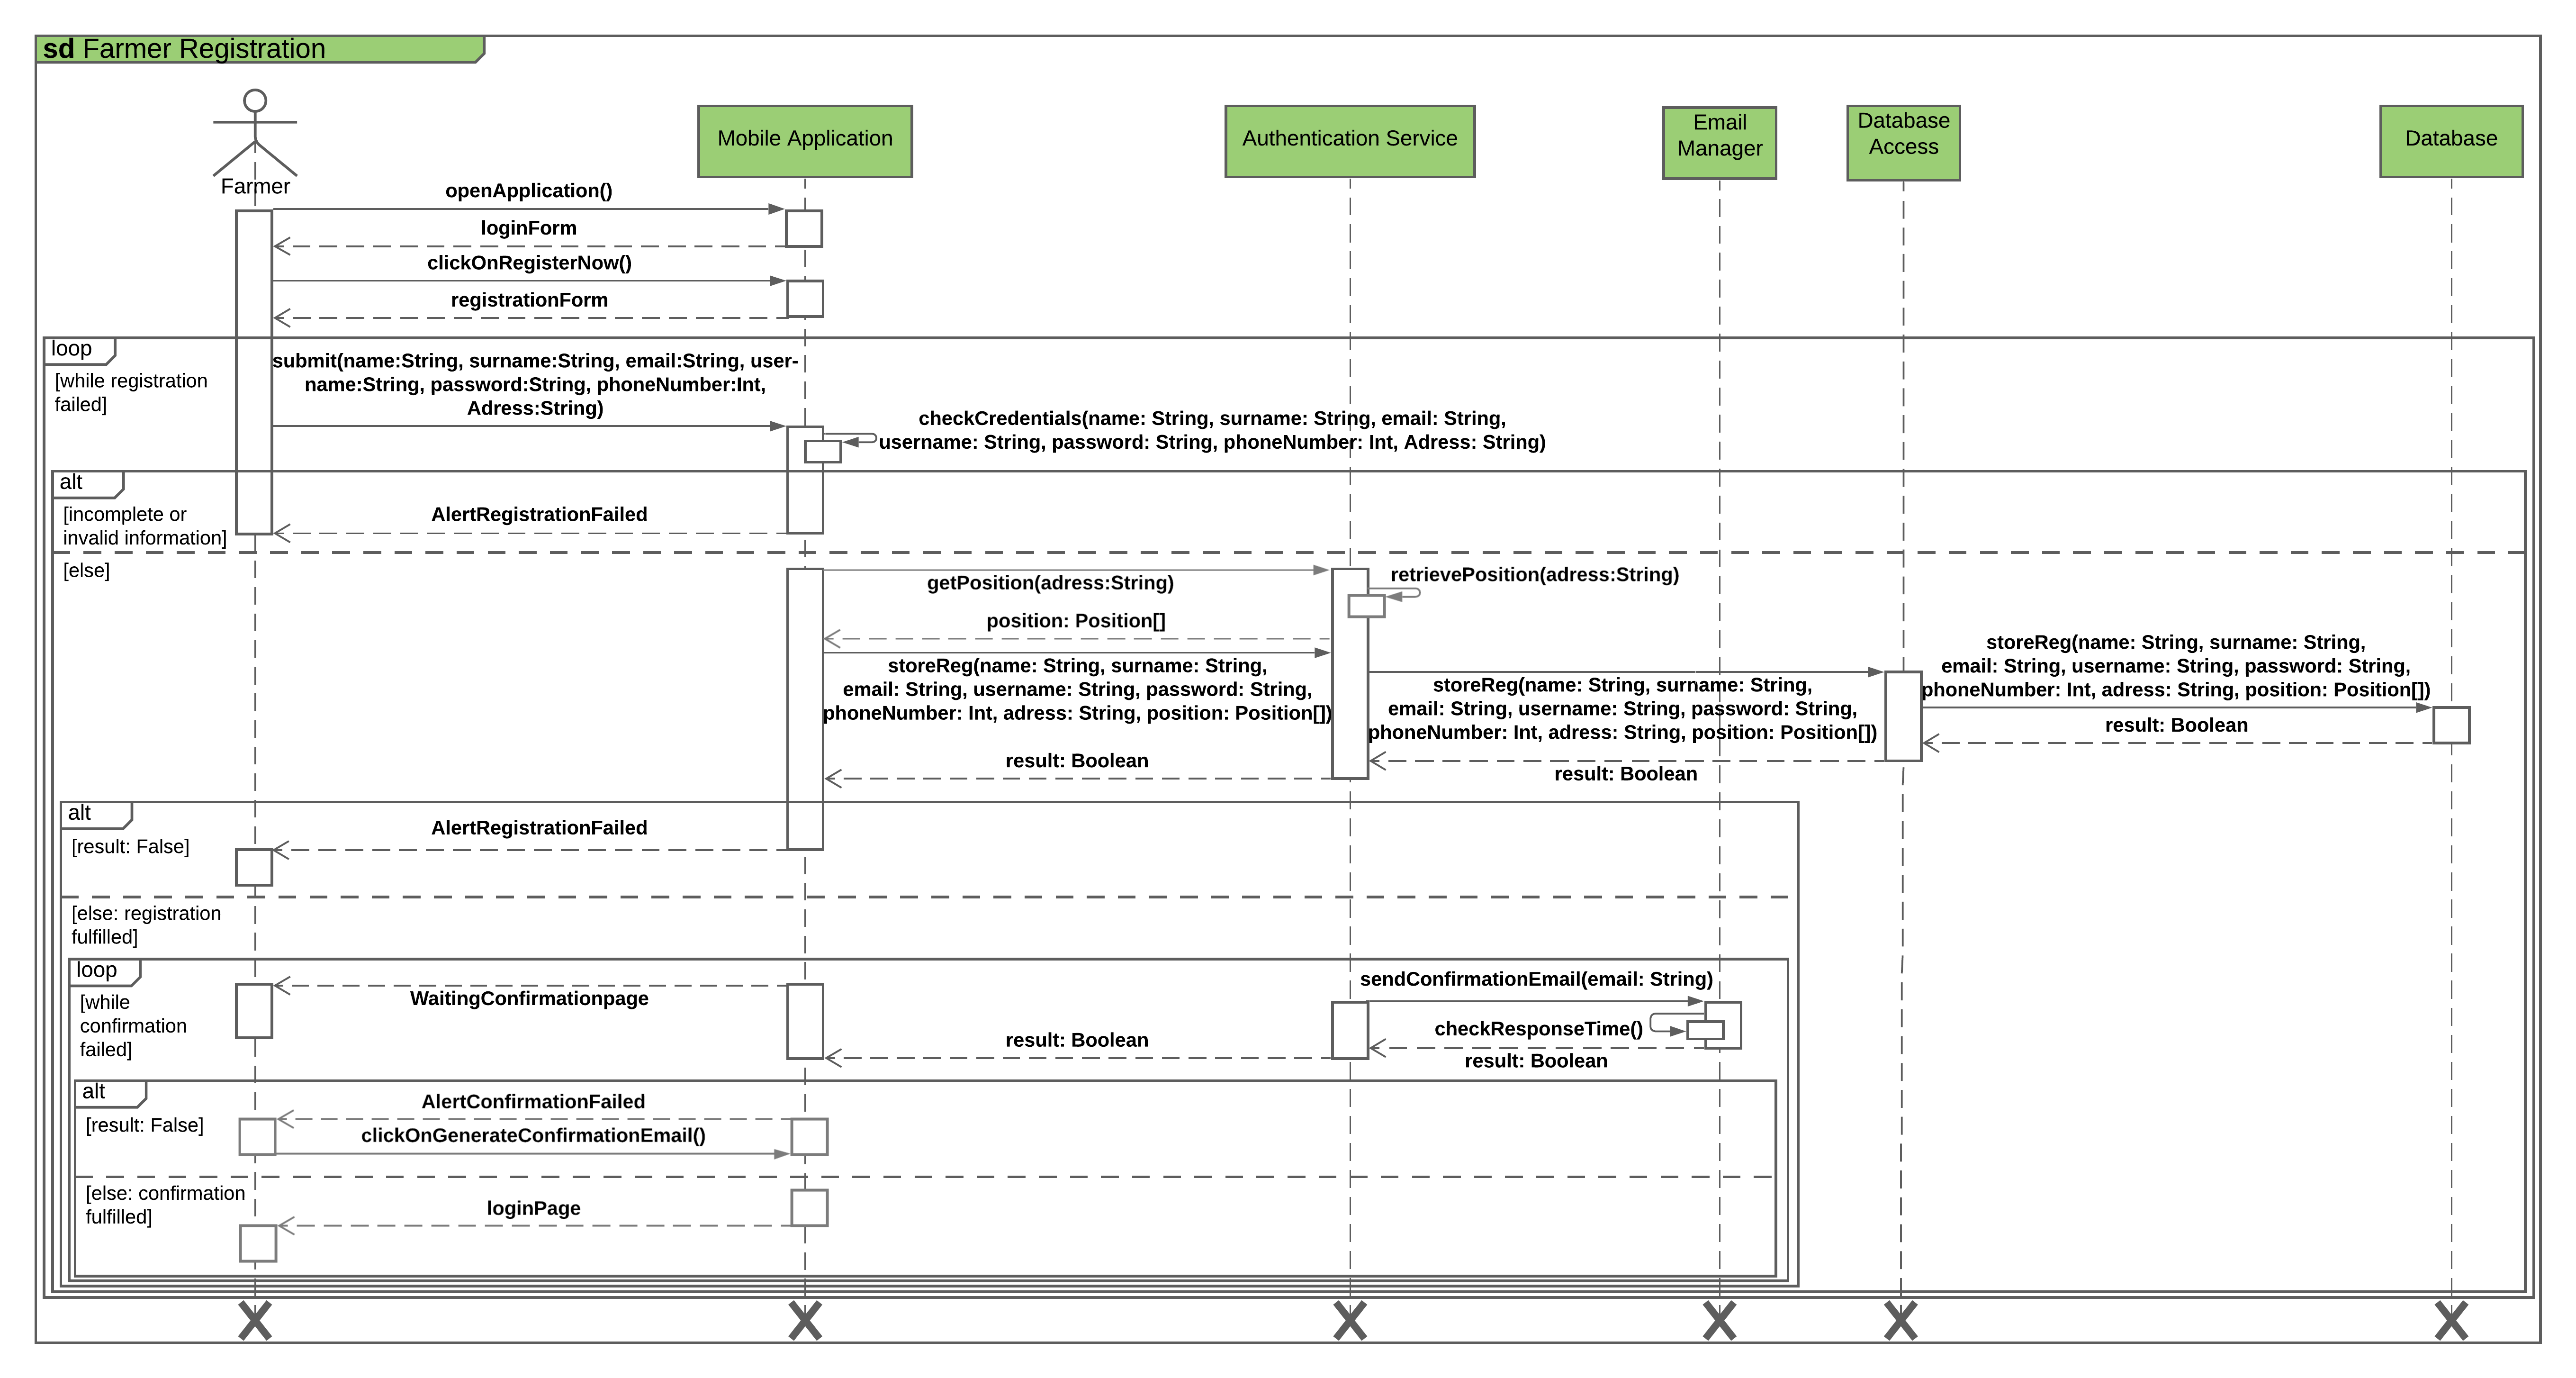 sd Farmer Registration
Farmer
Mobile Application
Authentication Service
Email
Manager
Database
Access
Database
openApplication()
loginForm
clickOnRegisterNow()
registrationForm
loop
[while registration
failed]
submit(name:String, surname:String, email:String, user-
name:String, password:String, phoneNumber:Int,
Adress:String)
checkCredentials(name: String, surname: String, email: String,
username: String, password: String, phoneNumber: Int, Adress: String)
alt
[incomplete or
invalid information]
AlertRegistrationFailed
[else]
getPosition(adress:String)
retrievePosition(adress:String)
position: Position[]
storeReg(name: String, surname: String,
email: String, username: String, password: String,
phoneNumber: Int, adress: String, position: Position[])
storeReg(name: String, surname: String,
email: String, username: String, password: String,
phoneNumber: Int, adress: String, position: Position[])
storeReg(name: String, surname: String,
email: String, username: String, password: String,
phoneNumber: Int, adress: String, position: Position[])
result: Boolean
result: Boolean
result: Boolean
alt
[result: False]
AlertRegistrationFailed
[else: registration
fulfilled]
loop
[while
confirmation
failed]
WaitingConfirmationpage
sendConfirmationEmail(email: String)
checkResponseTime()
result: Boolean
result: Boolean
alt
[result: False]
AlertConfirmationFailed
clickOnGenerateConfirmationEmail()
[else: confirmation
fulfilled]
loginPage